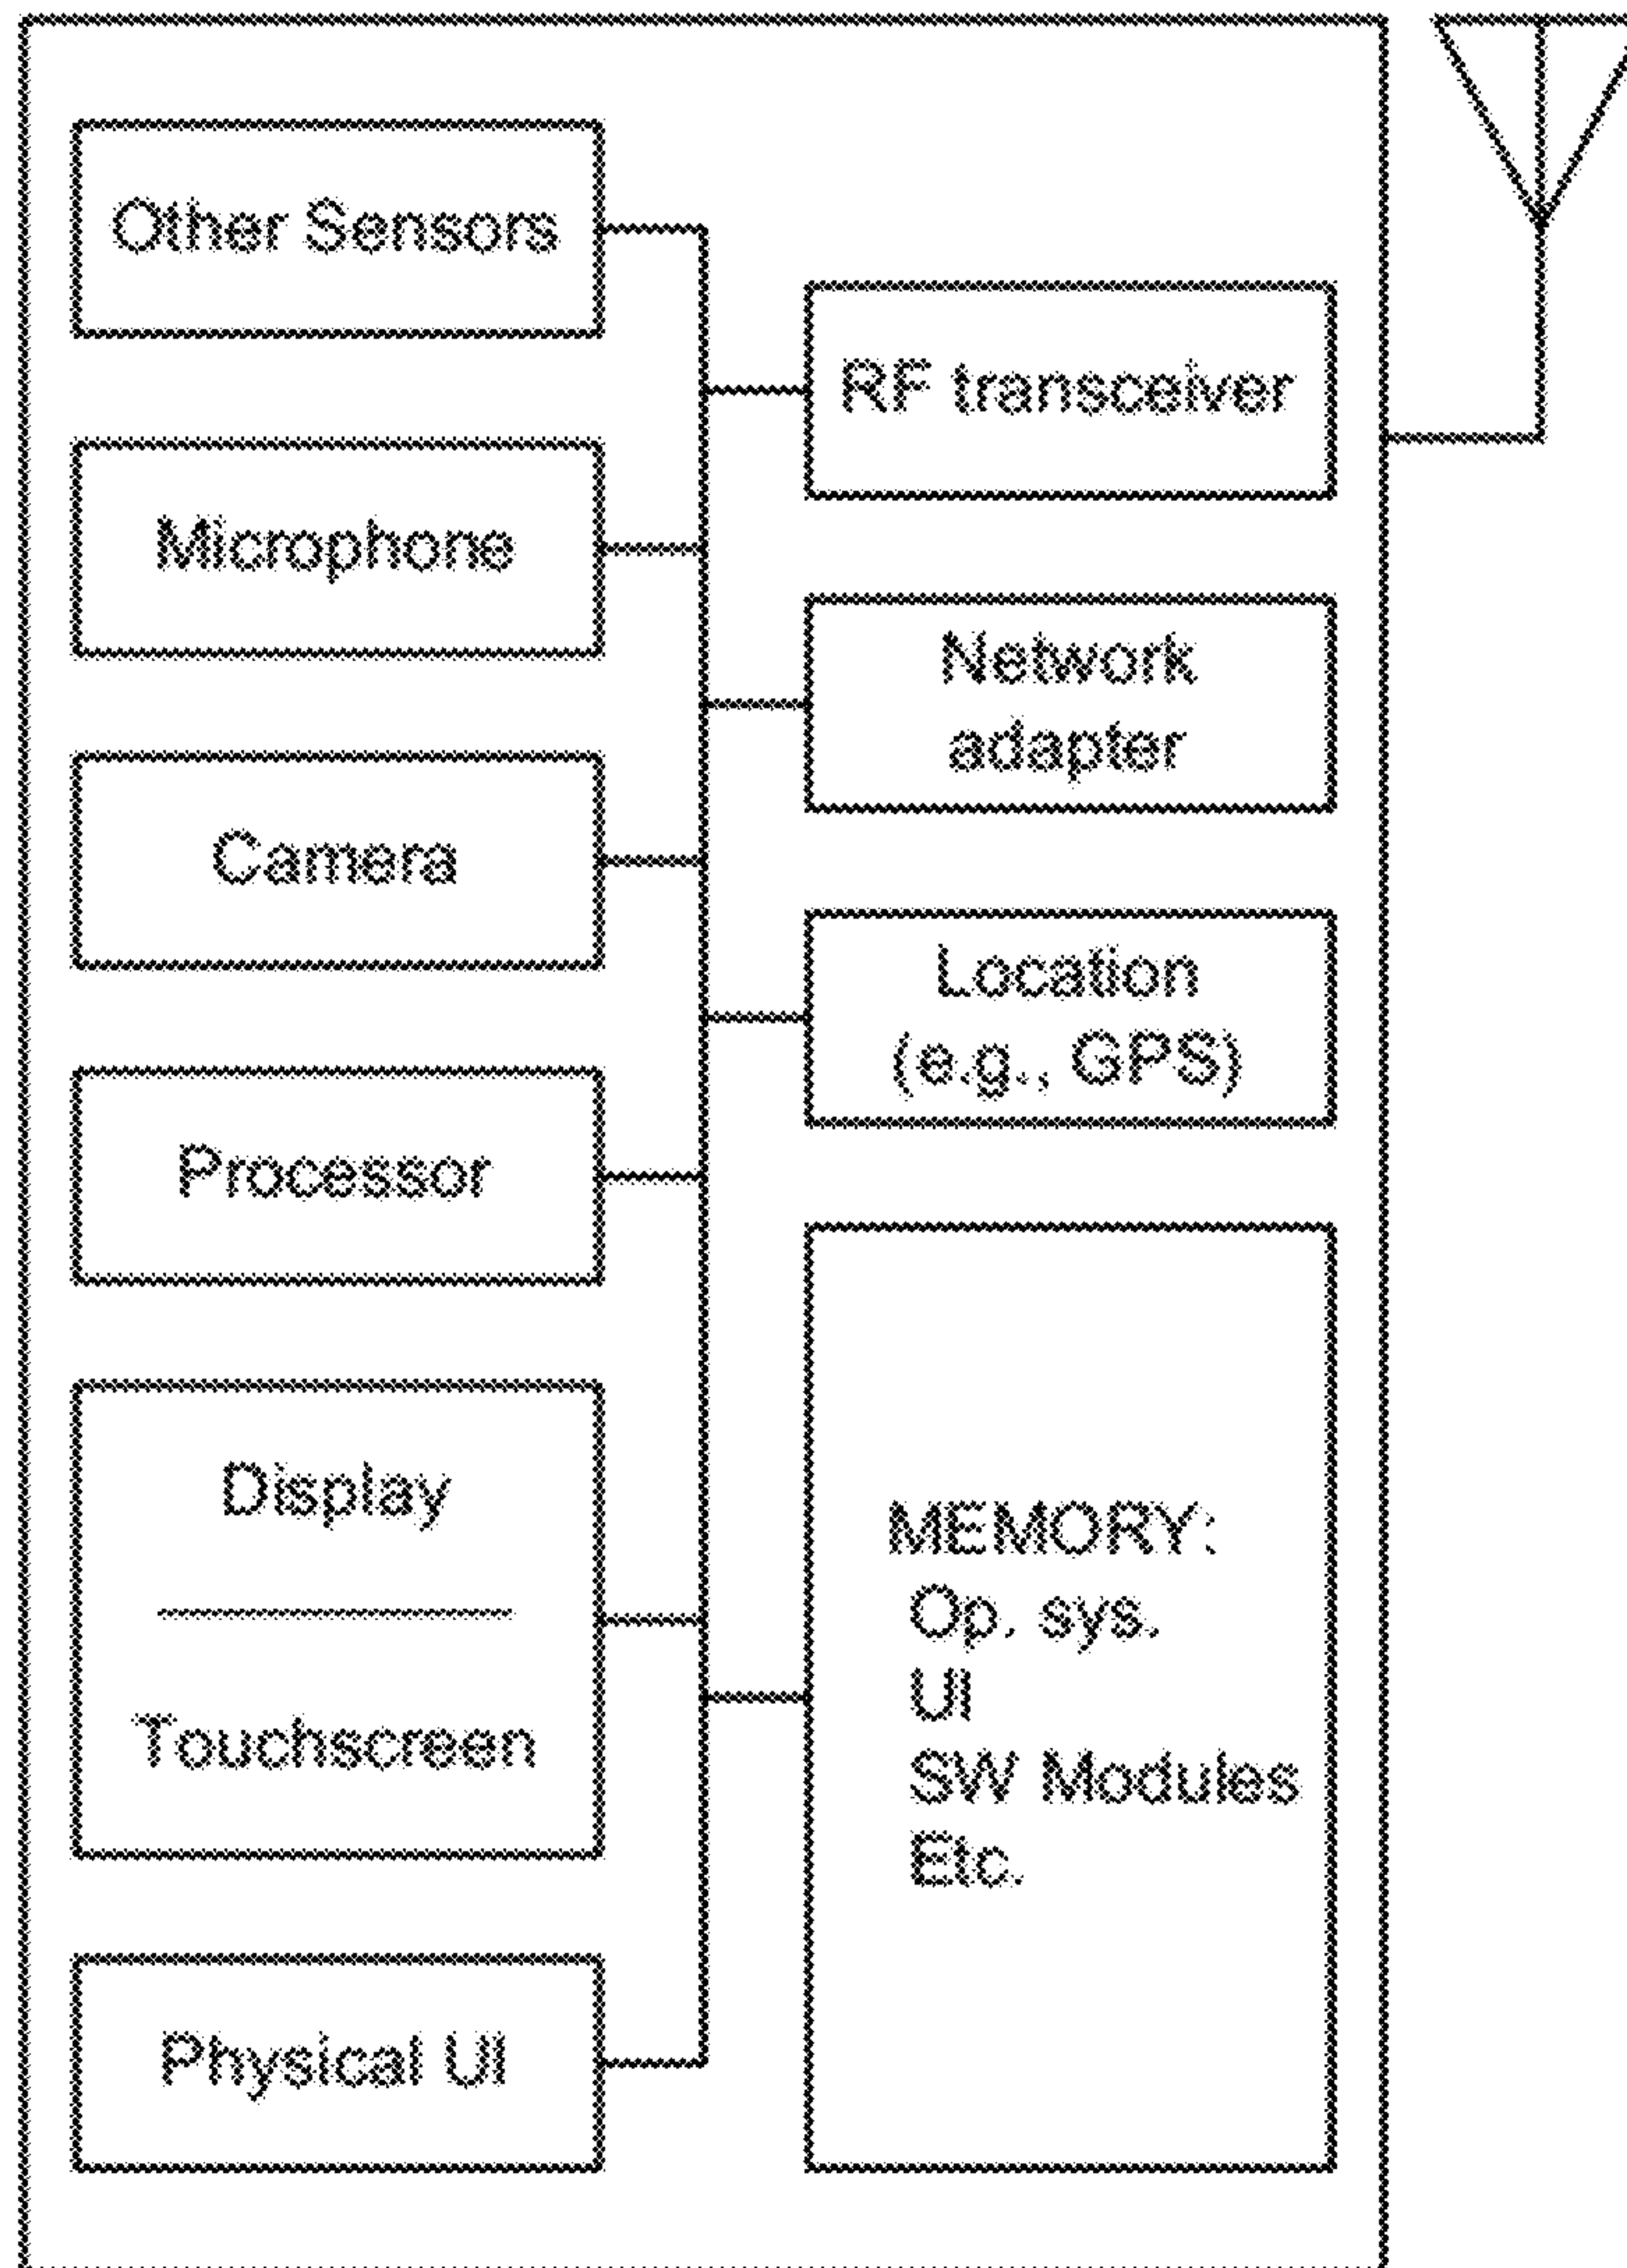 Other Sensors
RF transceiver
Microphone
Network
adapter
Camera
Location
(e.g., GPS)
Processor
Display
Touchscreen
MEMORY:
Op. sys.
UI
SW Modules
Etc.
Physical UI